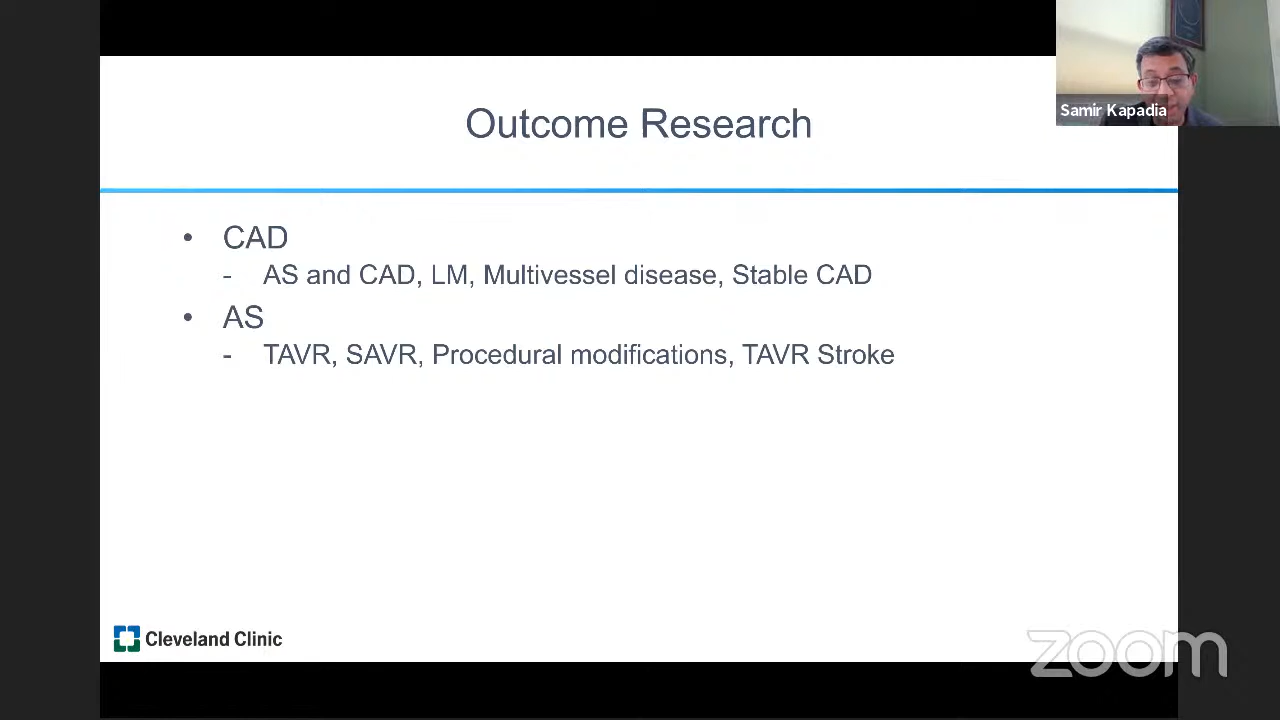 Samir Kapadia
Outcome Research
• CAD
- AS and CAD, LM, Multivessel disease, Stable CAD
• AS
- TAVR, SAVR, Procedural modifications, TAVR Stroke
Cleveland Clinic
zoom